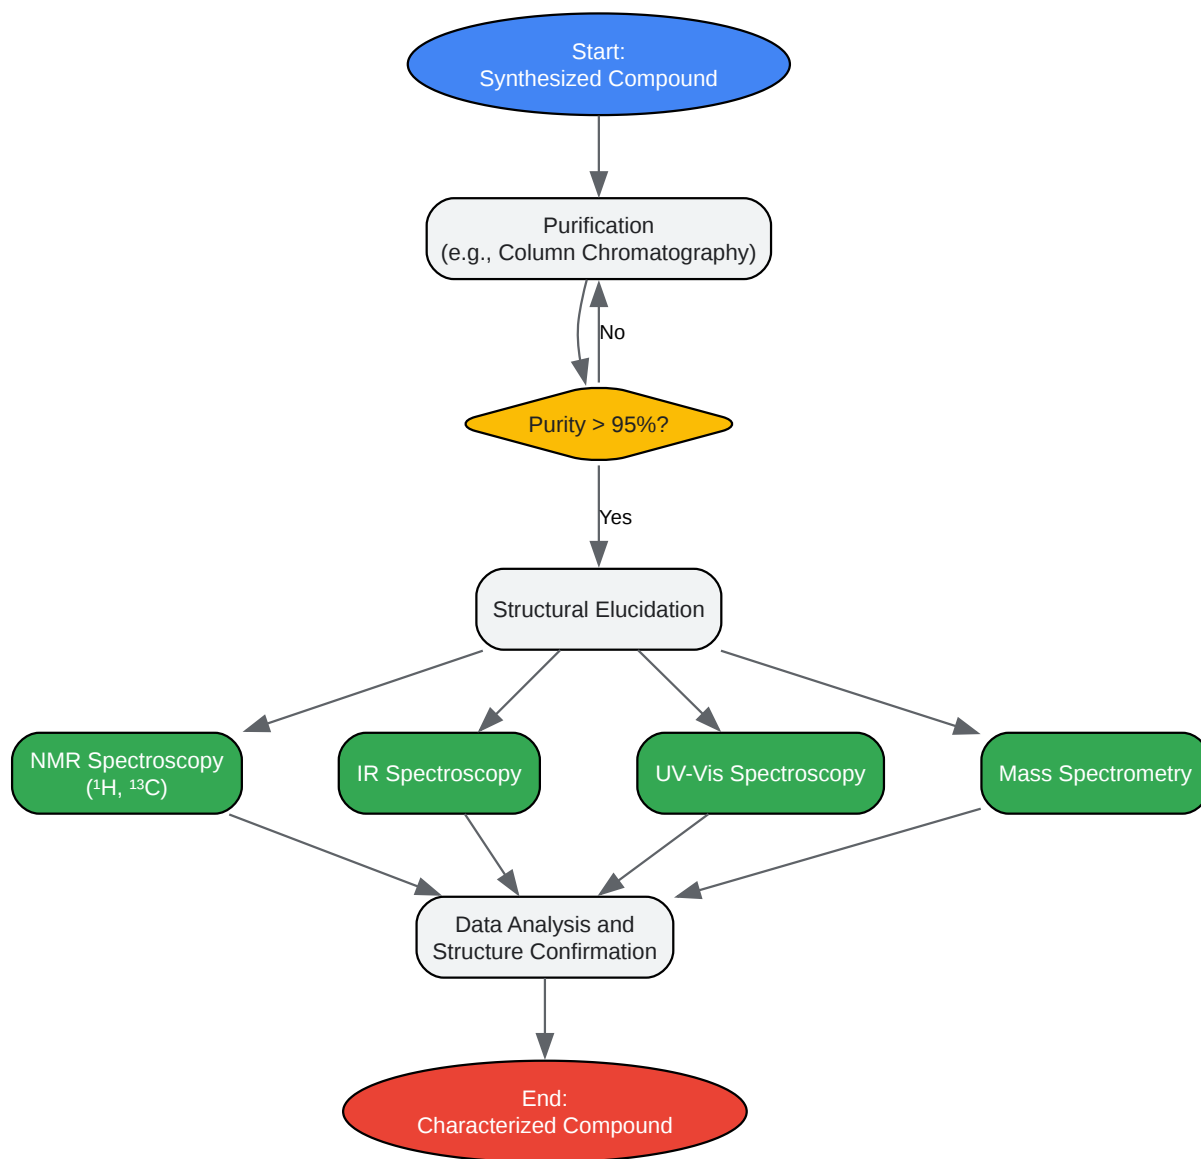 Start:
Synthesized Compound
Purification
(e.g., Column Chromatography)
No
Purity > 95%?
Yes
Structural Elucidation
NMR Spectroscopy
(¹H, ¹³C)
IR Spectroscopy
UV-Vis Spectroscopy
Mass Spectrometry
Data Analysis and
Structure Confirmation
End:
Characterized Compound